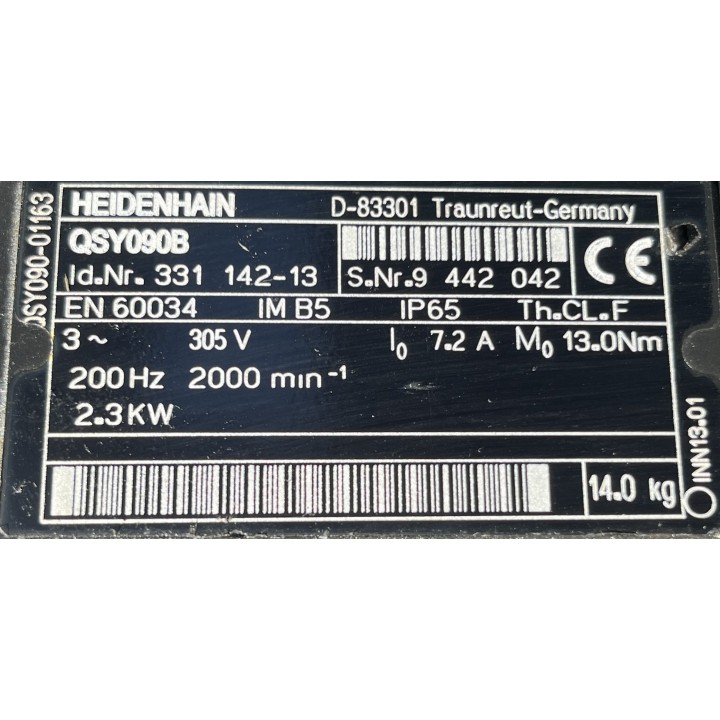 HEIDENHAIN D-83301 Traunreut-Germany
QSY090B
Id.Nr. 331 142-13 S.Nr.9 442 042
CE
EN 60034 IM B5 IP65 Th.CL.F
3~ 305 V I0 7.2 A M0 13.0Nm
200Hz 2000 min-1
2.3KW
14.0 kg
QSY090-01163
INN13.01